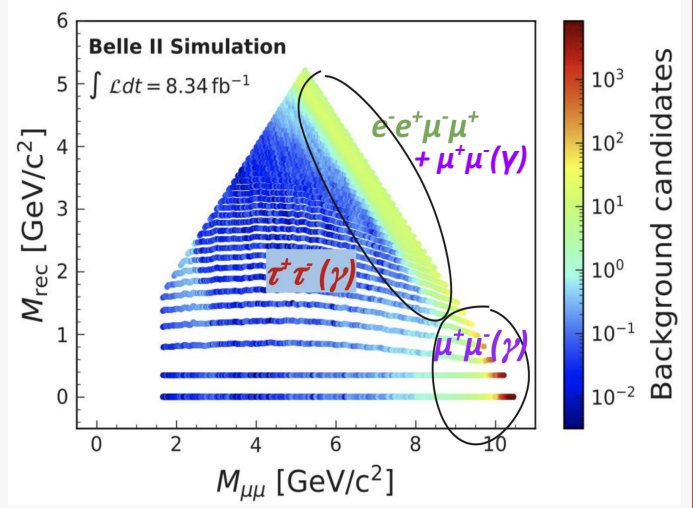 6
Belle II Simulation
5
∫ ℒdt = 8.34 fb⁻¹
10³
e⁻e⁺μ⁻μ⁺
4
+ μ⁺μ⁻(γ)
10²
3
10¹
2
τ⁺τ⁻(γ)
10⁰
1
μ⁺μ⁻(γ)
10⁻¹
0
10⁻²
0 2 4 6 8 10
M_rec [GeV/c²]
M_μμ [GeV/c²]
Background candidates